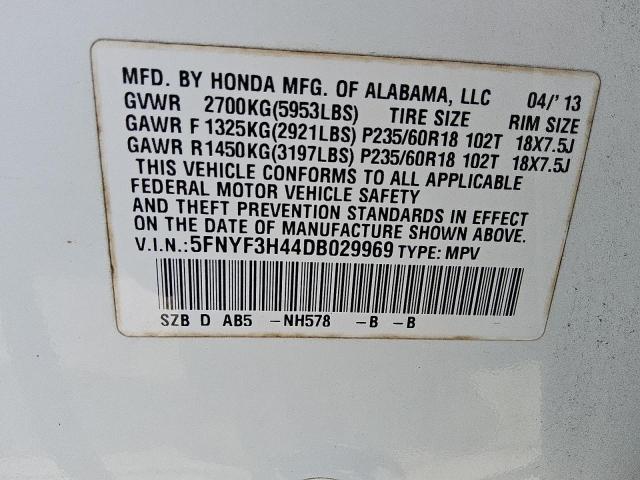 MFD. BY HONDA MFG. OF ALABAMA, LLC 04/'13
GVWR 2700KG(5953LBS) TIRE SIZE RIM SIZE
GAWR F 1325KG(2921LBS) P235/60R18 102T 18X7.5J
GAWR R 1450KG(3197LBS) P235/60R18 102T 18X7.5J
THIS VEHICLE CONFORMS TO ALL APPLICABLE
FEDERAL MOTOR VEHICLE SAFETY
AND THEFT PREVENTION STANDARDS IN EFFECT
ON THE DATE OF MANUFACTURE SHOWN ABOVE.
V.I.N.:5FNYF3H44DB029969 TYPE: MPV
SZB D AB5 -NH578 -B -B -